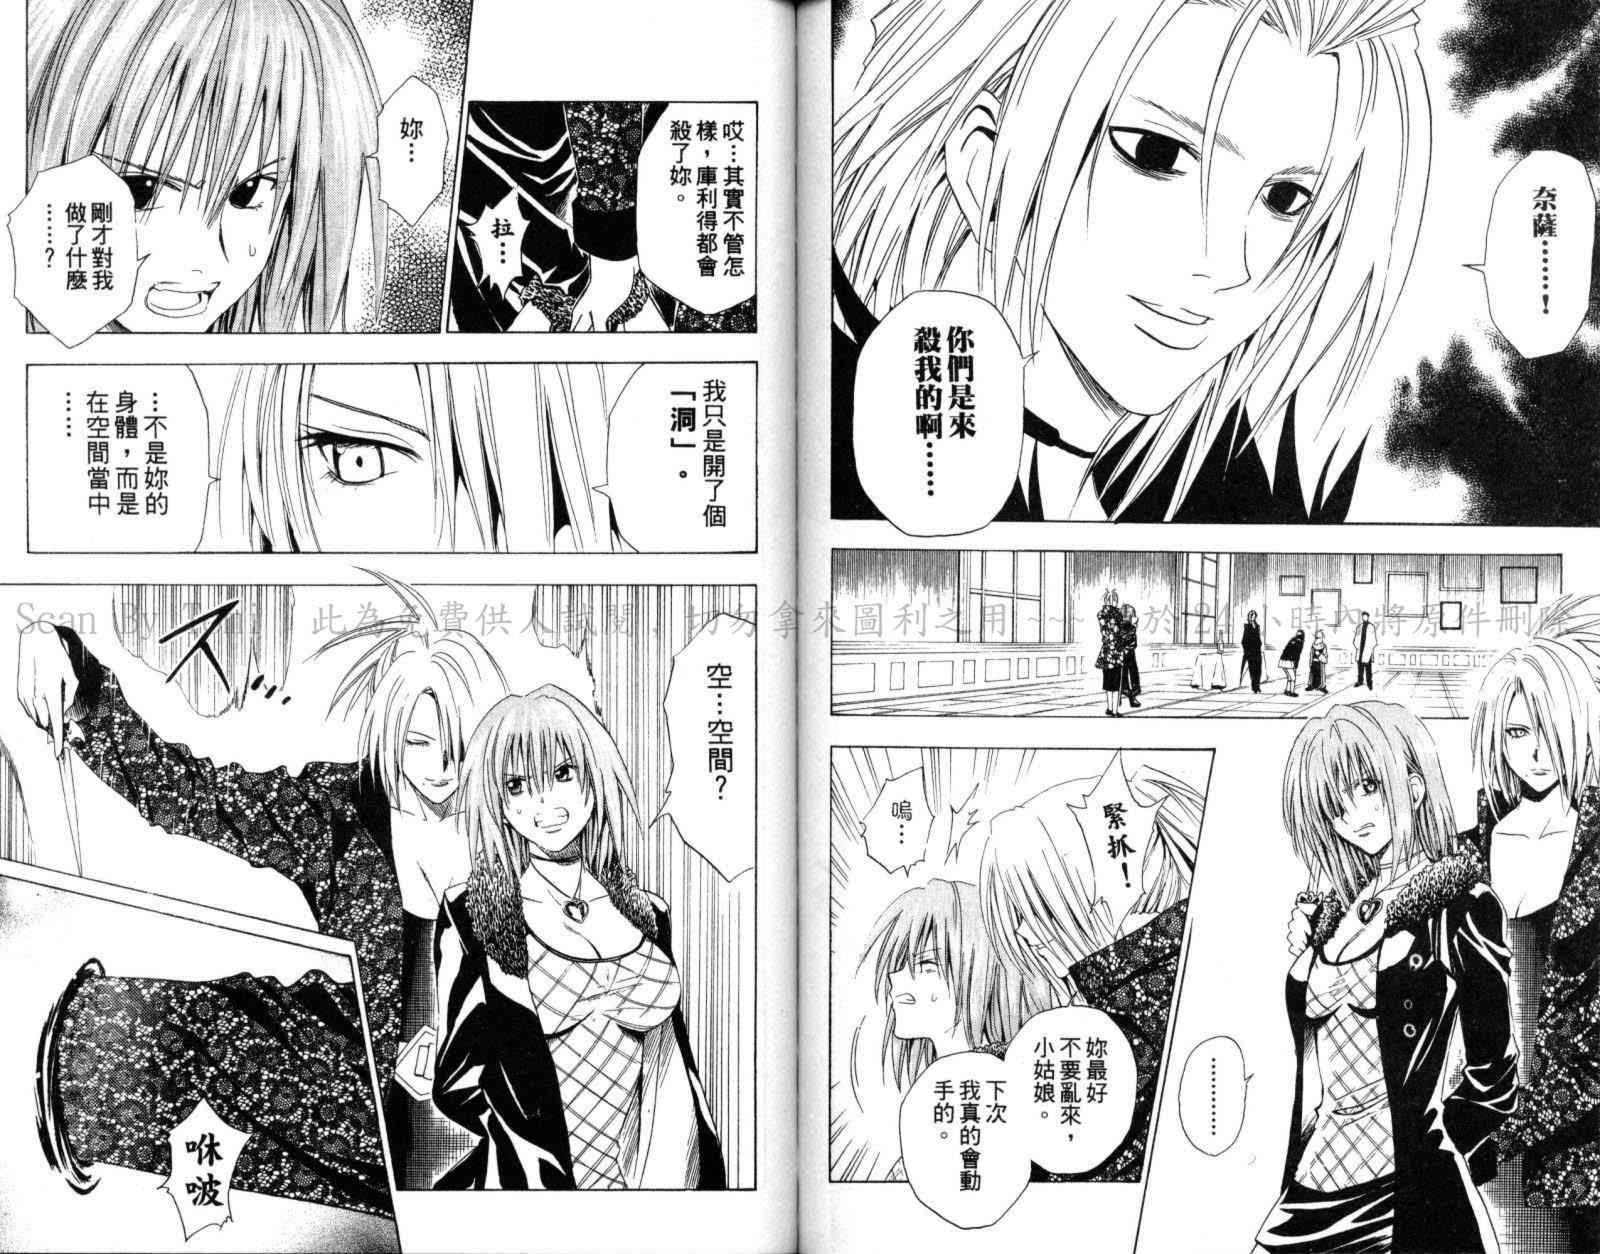 奈薩……！
你們是來
殺我的啊……
緊抓！
嗚…
妳最好
不要亂來，
小姑娘。
下次
我真的會動
手的。
………
哎…其實不管怎
樣，庫利得都會
殺了妳。
拉…
妳…
剛才對我
做了什麼
……？
我只是開了個
「洞」。
…不是妳的
身體，而是
在空間當中
……
空…空間？
咻
啵
Scan By
此為免費供人試閱，切勿拿來圖利之用~~~
於 24 小時內將原件刪除